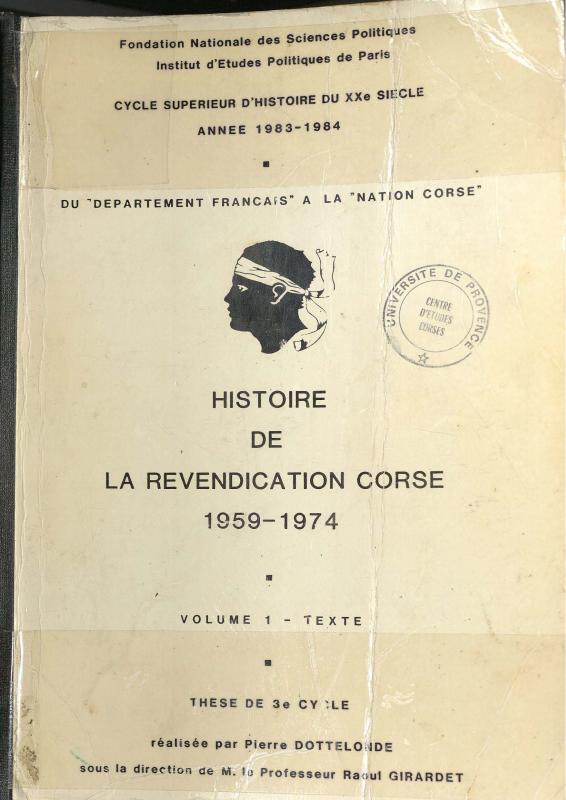 Fondation Nationale des Sciences Politiques
Institut d'Etudes Politiques de Paris
CYCLE SUPERIEUR D'HISTOIRE DU XXe SIECLE
ANNEE 1983-1984
DU "DEPARTEMENT FRANCAIS" A LA "NATION CORSE"
UNIVERSITE DE PROVENCE
CENTRE
D'ETUDES
CORSES
HISTOIRE
DE
LA REVENDICATION CORSE
1959-1974
VOLUME 1 - TEXTE
THESE DE 3e CYCLE
réalisée par Pierre DOTTELONDE
sous la direction de M. le Professeur Raoul GIRARDET